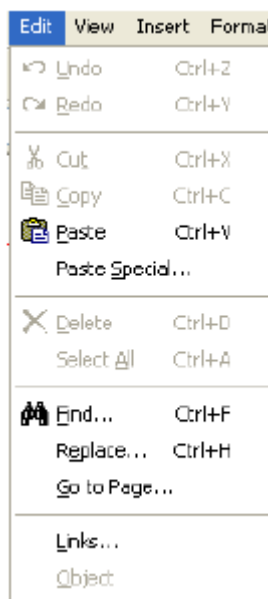 Edit View Insert Format
Undo Ctrl+Z
Redo Ctrl+Y
Cut Ctrl+X
Copy Ctrl+C
Paste Ctrl+V
Paste Special...
Delete Ctrl+D
Select All Ctrl+A
Find... Ctrl+F
Replace... Ctrl+H
Go to Page...
Links...
Object